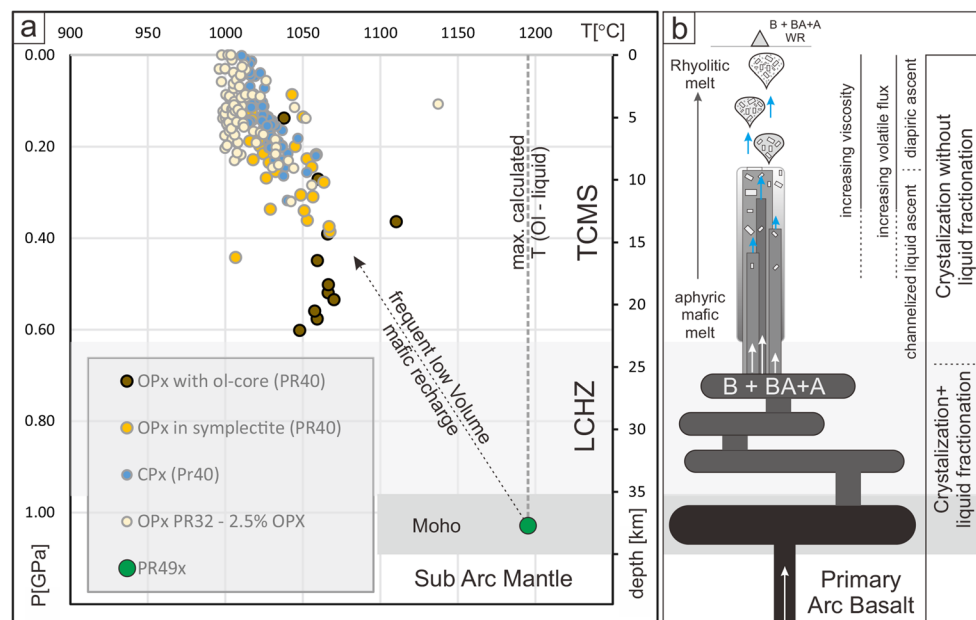 a
900 1000 1050 1150 1200 T[°C]
0.00
0.20
0.40
0.60
0.80
1.00
P[GPa]
0
5
10
15
20
25
30
35
depth [km]
max. calculated
T (Ol - liquid)
TCMS
LCHZ
frequent low Volume
mafic recharge
OPx with ol-core (PR40)
OPx in symplectite (PR40)
CPx (Pr40)
OPx PR32 - 2.5% OPX
PR49x
Moho
Sub Arc Mantle
b
B + BA+A
WR
Rhyolitic
melt
aphyric
mafic
melt
increasing viscosity
increasing volatile flux
channelized liquid ascent
diapiric ascent
Crystalization without
liquid fractionation
B + BA+A
Crystalization+
liquid fractionation
Primary
Arc Basalt